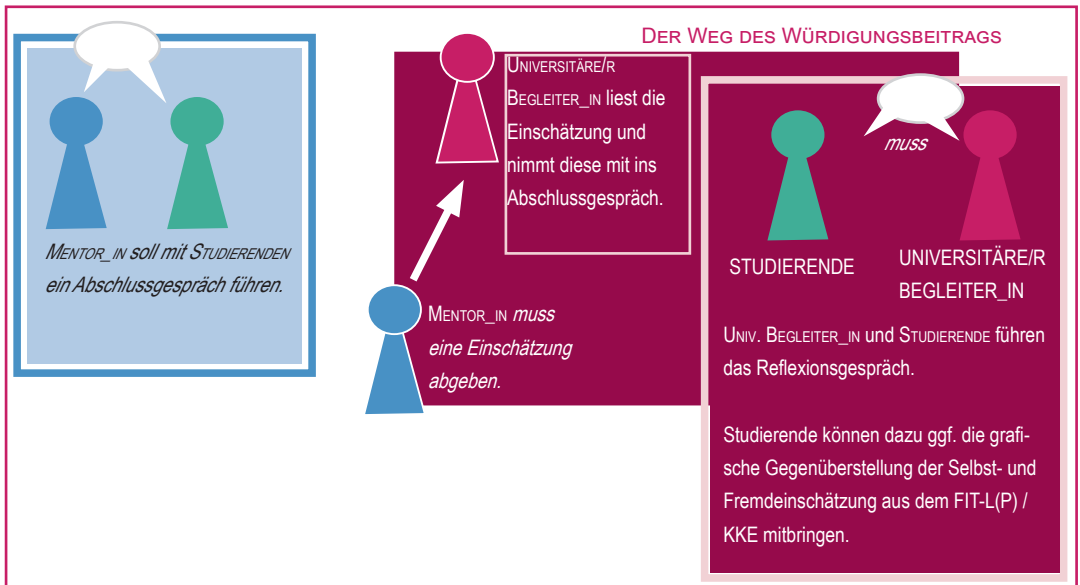 DER WEG DES WÜRDIGUNGSBEITRAGS
MENTOR_IN soll mit STUDIERENDEN
ein Abschlussgespräch führen.
UNIVERSITÄRE/R
BEGLEITER_IN liest die
Einschätzung und
nimmt diese mit ins
Abschlussgespräch.
MENTOR_IN muss
eine Einschätzung
abgeben.
muss
STUDIERENDE
UNIVERSITÄRE/R
BEGLEITER_IN
UNIV. BEGLEITER_IN und STUDIERENDE führen
das Reflexionsgespräch.
Studierende können dazu ggf. die grafi-
sche Gegenüberstellung der Selbst- und
Fremdeinschätzung aus dem FIT-L(P) /
KKE mitbringen.